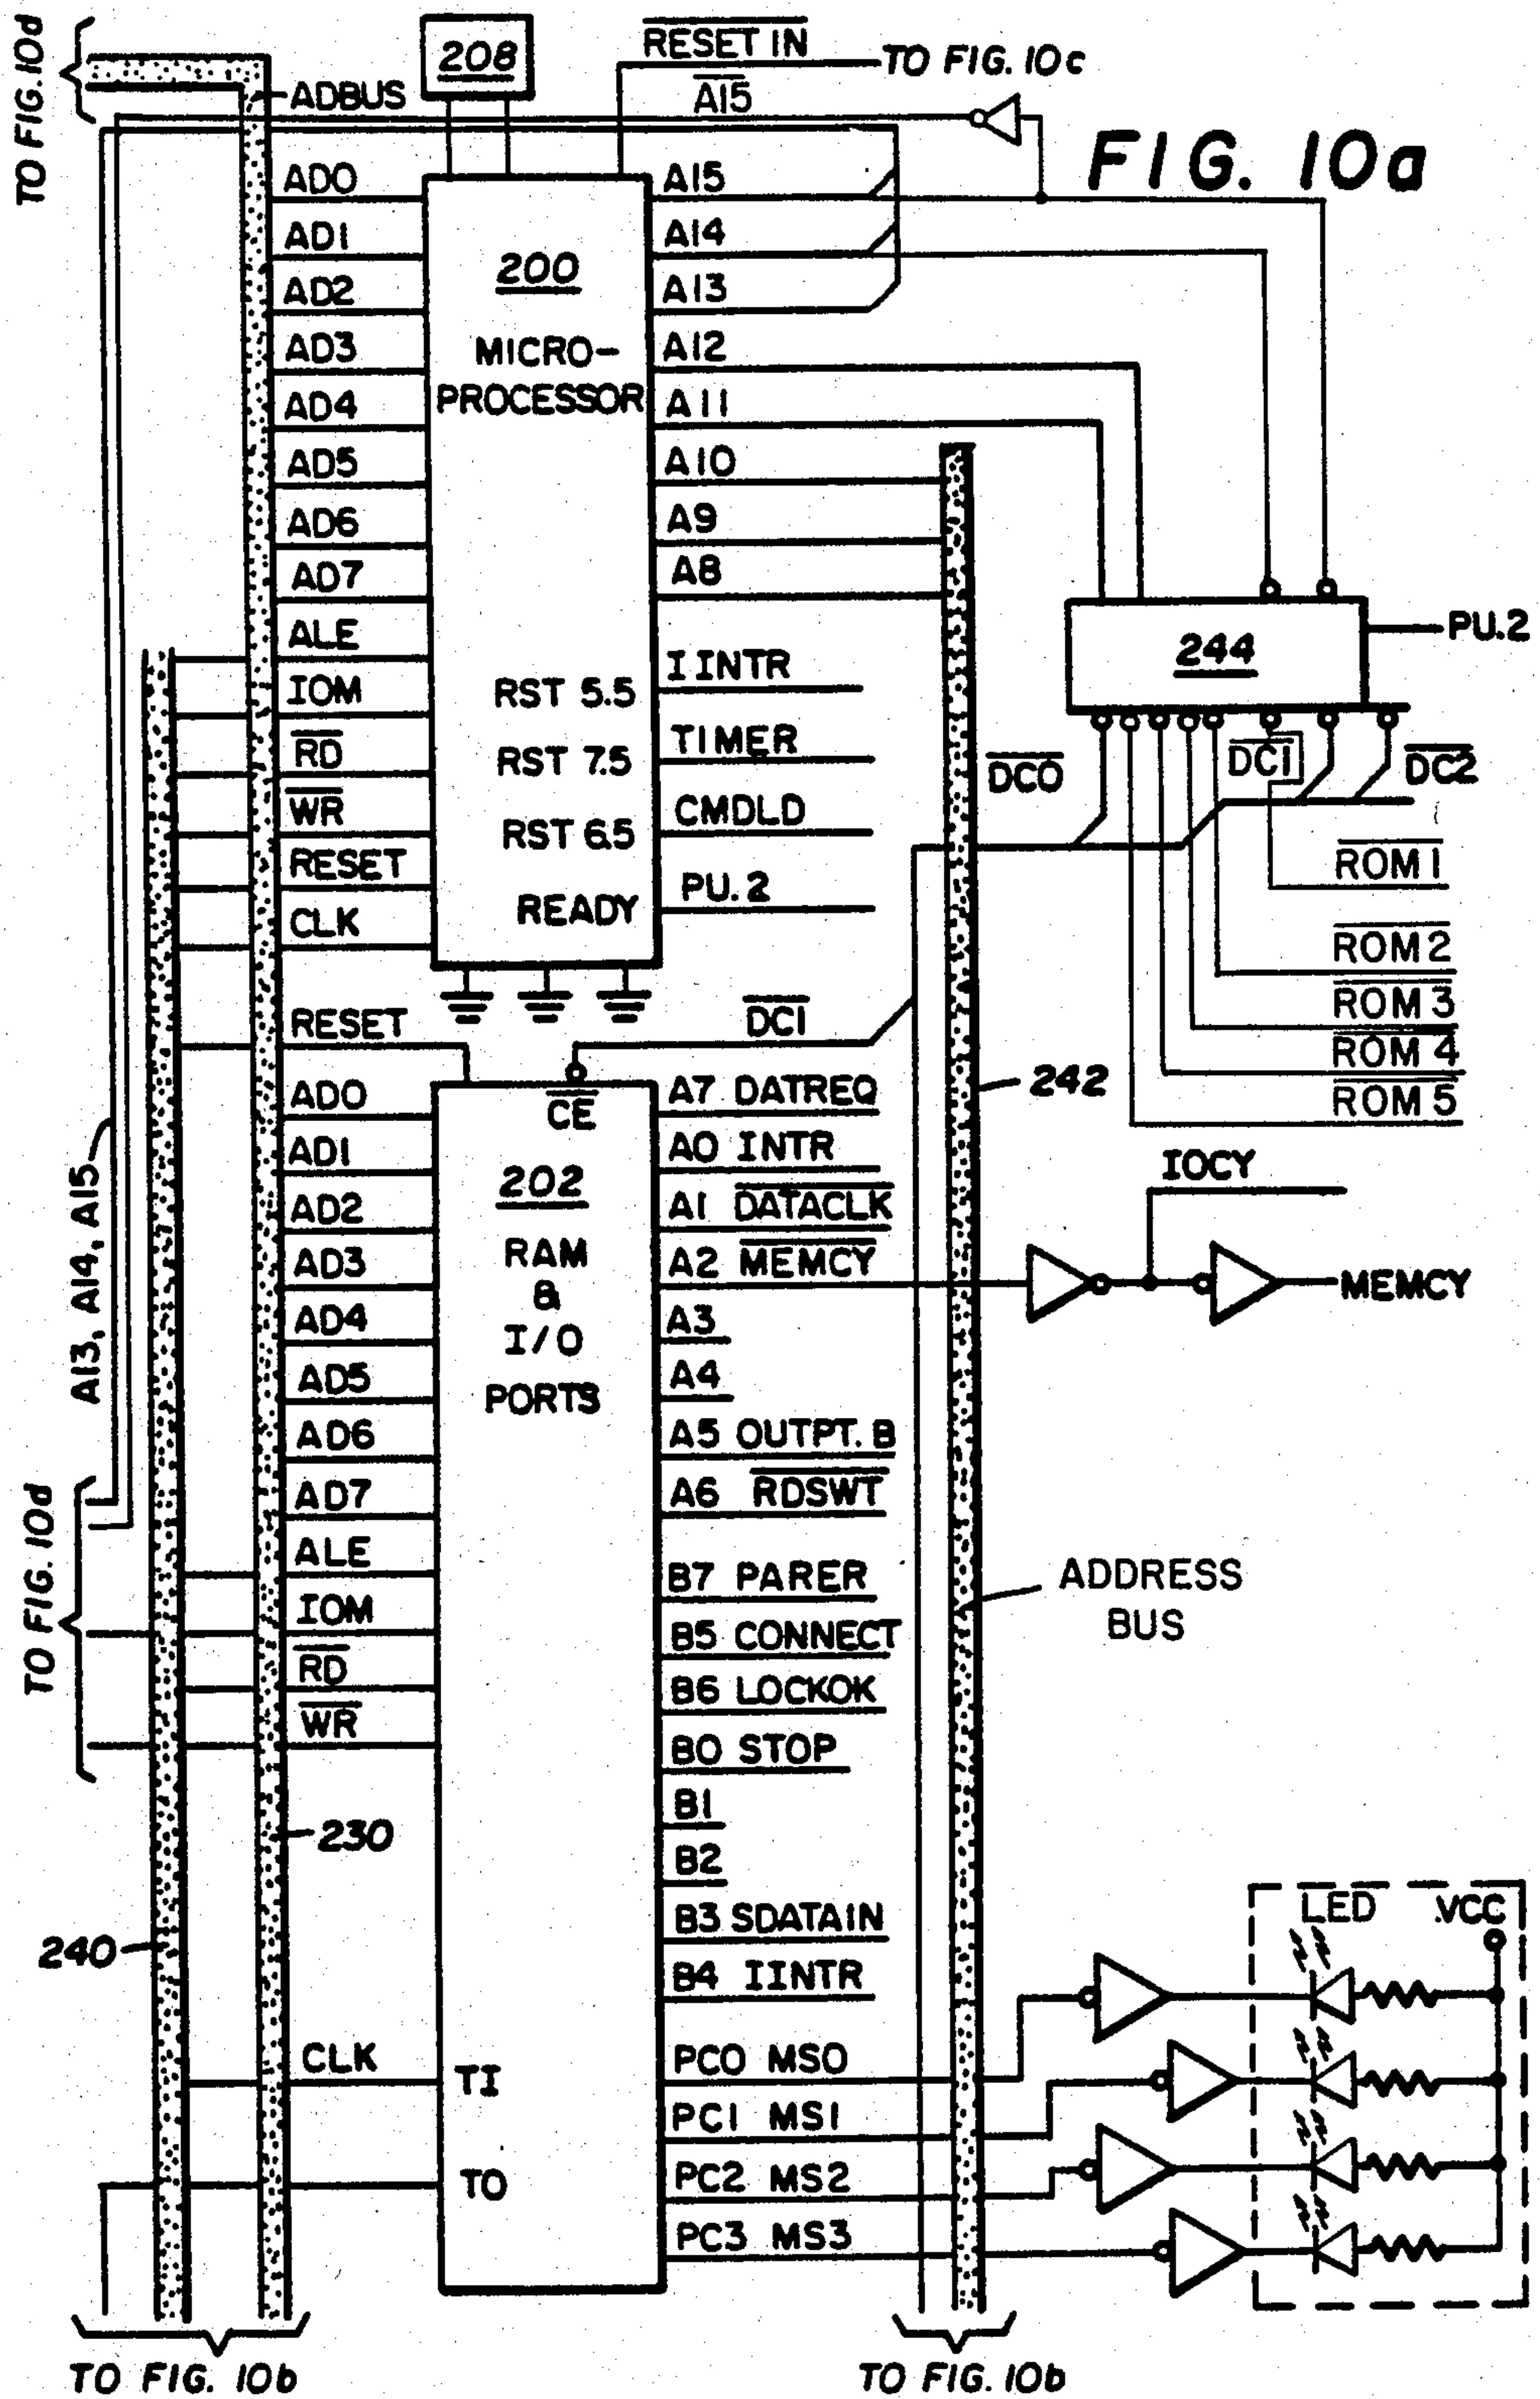 FIG. 10a
TO FIG. 10d
208
RESET IN
TO FIG. 10c
ADBUS
A15
AD0
AD1
AD2
AD3
AD4
AD5
AD6
AD7
ALE
IOM
RD
WR
RESET
CLK
200
MICRO-
PROCESSOR
RST 5.5
RST 7.5
RST 6.5
READY
A15
A14
A13
A12
A11
A10
A9
A8
I INTR
TIMER
CMDLD
PU.2
244
PU.2
DC0
DC1
DC2
ROM 1
ROM 2
ROM 3
ROM 4
ROM 5
RESET
DC1
CE
242
A13, A14, A15
AD0
AD1
AD2
AD3
AD4
AD5
AD6
AD7
ALE
IOM
RD
WR
TO FIG. 10d
202
RAM
&
I/O
PORTS
A7 DATREQ
A0 INTR
A1 DATACLK
A2 MEMCY
A3
A4
A5 OUTPT. B
A6 RDSWT
B7 PARER
B5 CONNECT
B6 LOCKOK
B0 STOP
B1
B2
B3 SDATAIN
B4 IINTR
PC0 MS0
PC1 MS1
PC2 MS2
PC3 MS3
IOCY
MEMCY
ADDRESS
BUS
230
240
CLK
TI
TO
LED
VCC
TO FIG. 10b
TO FIG. 10b